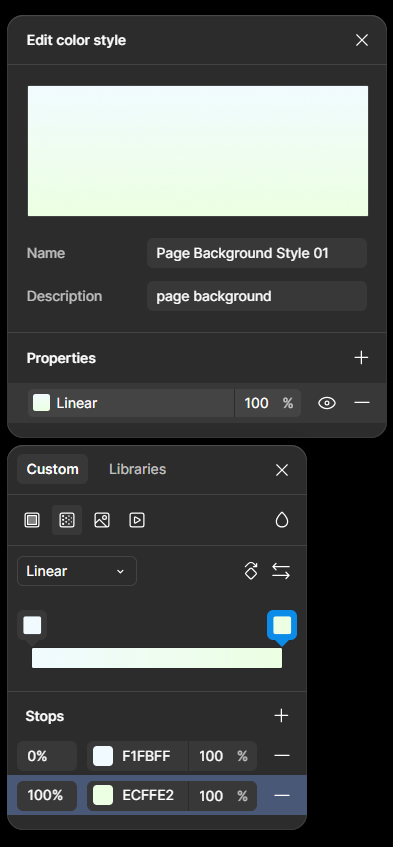 Edit color style
Name Page Background Style 01
Description page background
Properties
Linear 100 %
Custom Libraries
Linear
Stops
0% F1FBFF 100 %
100% ECFFE2 100 %